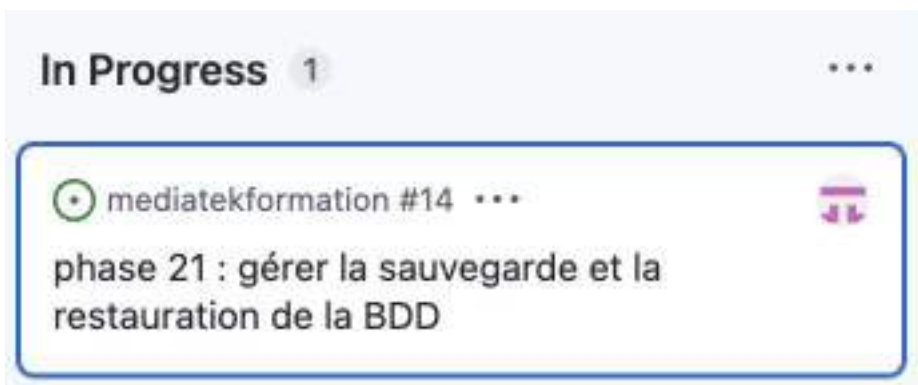 In Progress 1 ...
mediatekformation #14 ...
phase 21 : gérer la sauvegarde et la
restauration de la BDD